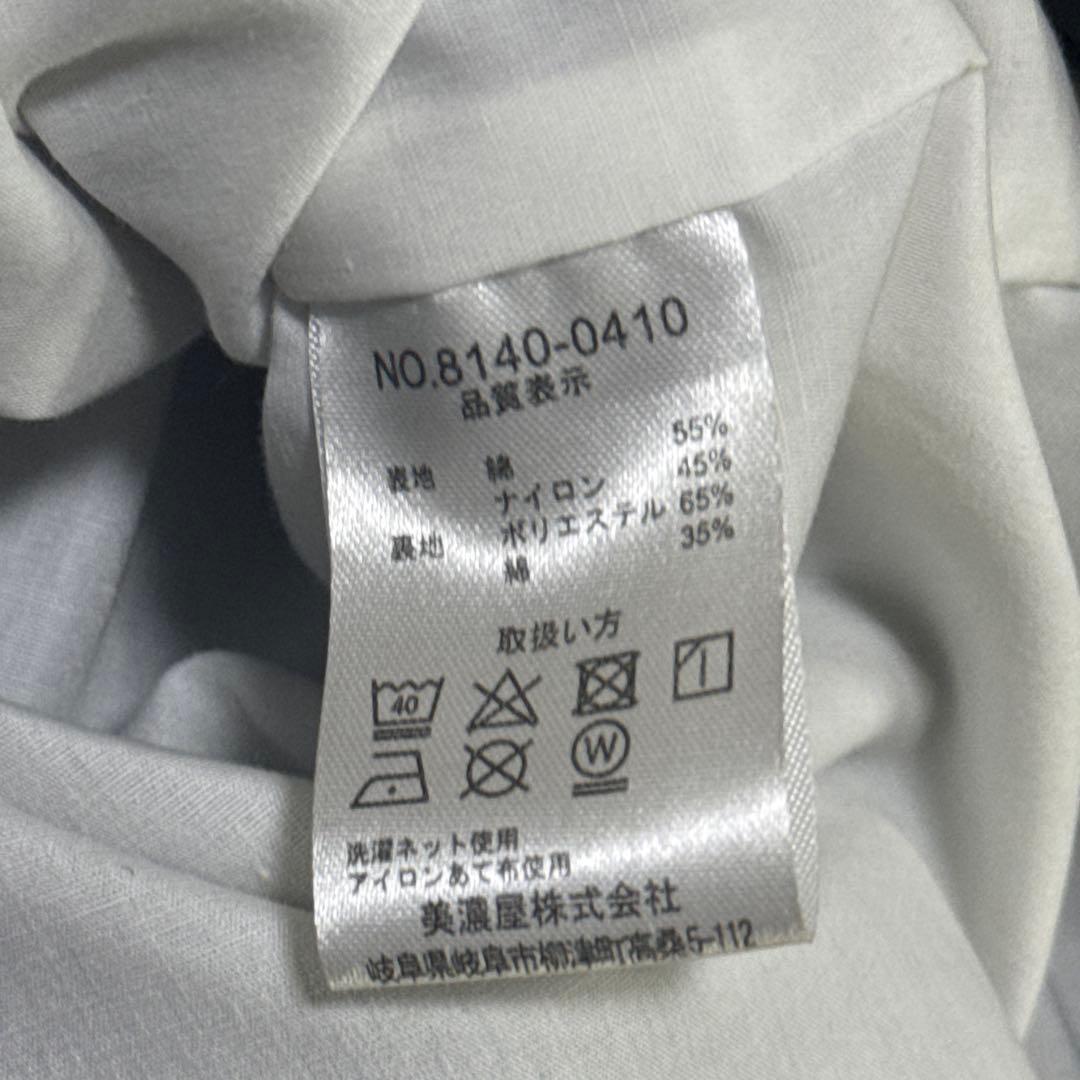 NO.8140-0410
品質表示
表地 綿 55%
ナイロン 45%
裏地 ポリエステル 65%
綿 35%
取扱い方
40
W
洗濯ネット使用
アイロンあて布使用
美濃屋株式会社
岐阜県岐阜市柳津町高桑5-112